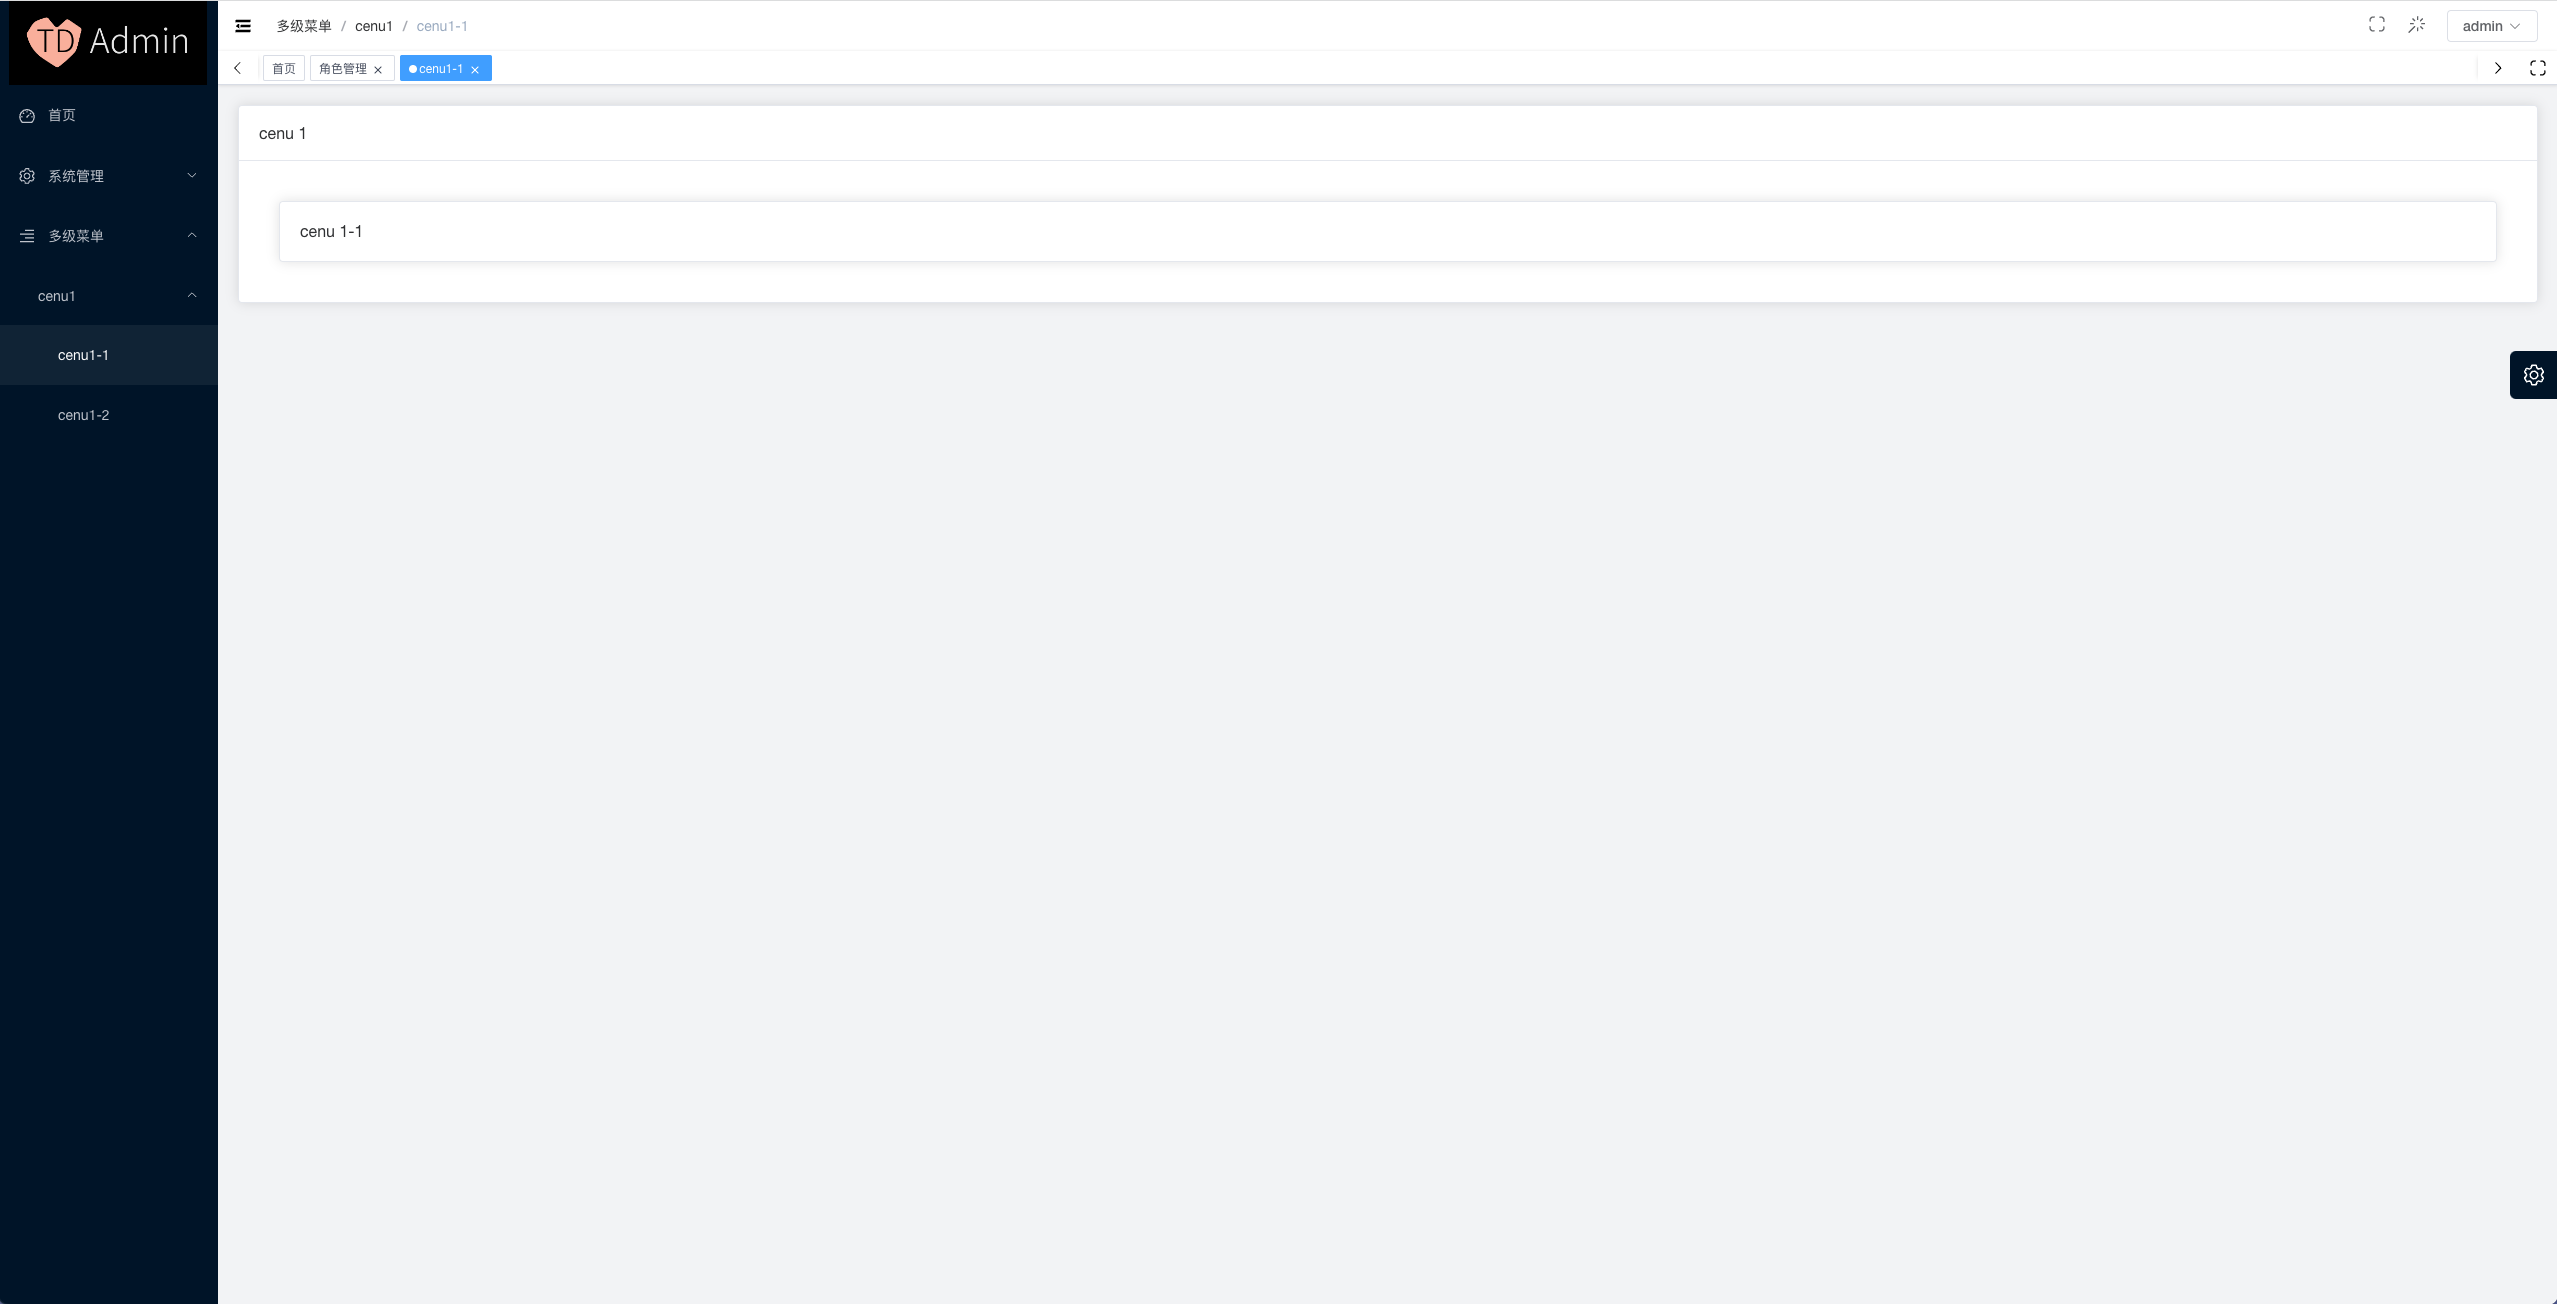 TD Admin
首页
系统管理
多级菜单
cenu1
cenu1-1
cenu1-2
多级菜单 / cenu1 / cenu1-1
admin
首页 角色管理 cenu1-1
cenu 1
cenu 1-1